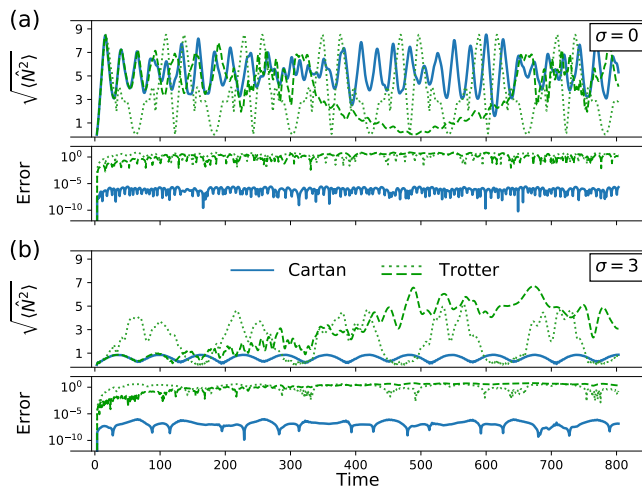 (a)
σ = 0
√⟨N̂²⟩
9
7
5
3
1
Error
10⁰
10⁻⁵
10⁻¹⁰
(b)
σ = 3
Cartan
Trotter
√⟨N̂²⟩
9
7
5
3
1
Error
10⁰
10⁻⁵
10⁻¹⁰
0 100 200 300 400 500 600 700 800
Time